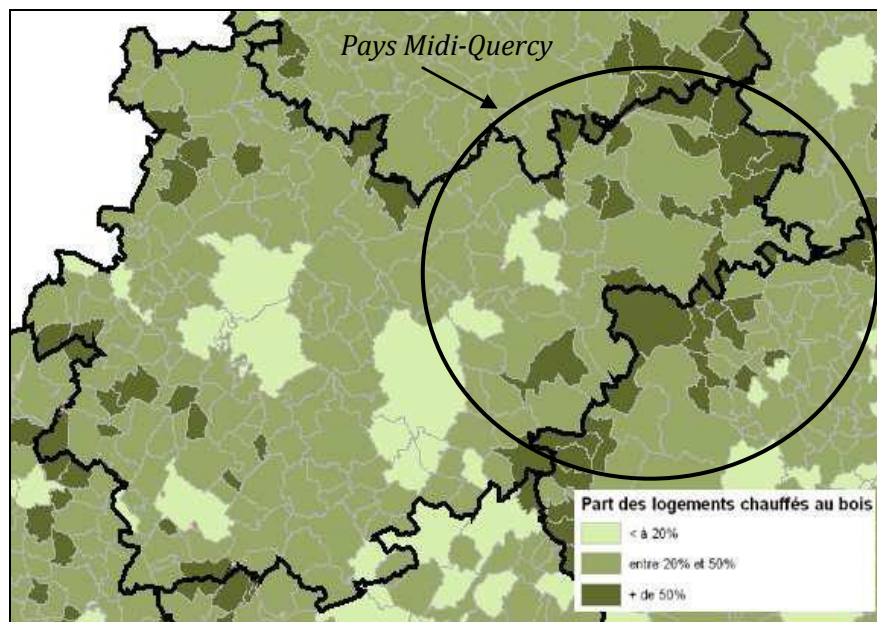 Pays Midi-Quercy
Part des logements chauffés au bois
< à 20%
entre 20% et 50%
+ de 50%